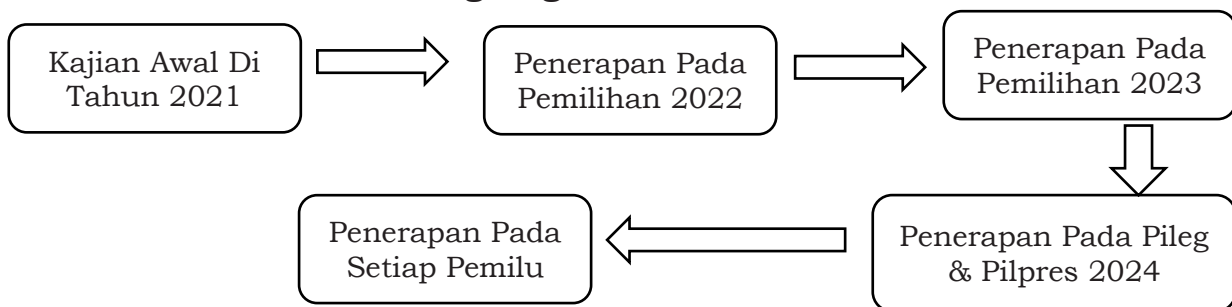 Kajian Awal Di
Tahun 2021
Penerapan Pada
Pemilihan 2022
Penerapan Pada
Pemilihan 2023
Penerapan Pada Pileg
& Pilpres 2024
Penerapan Pada
Setiap Pemilu